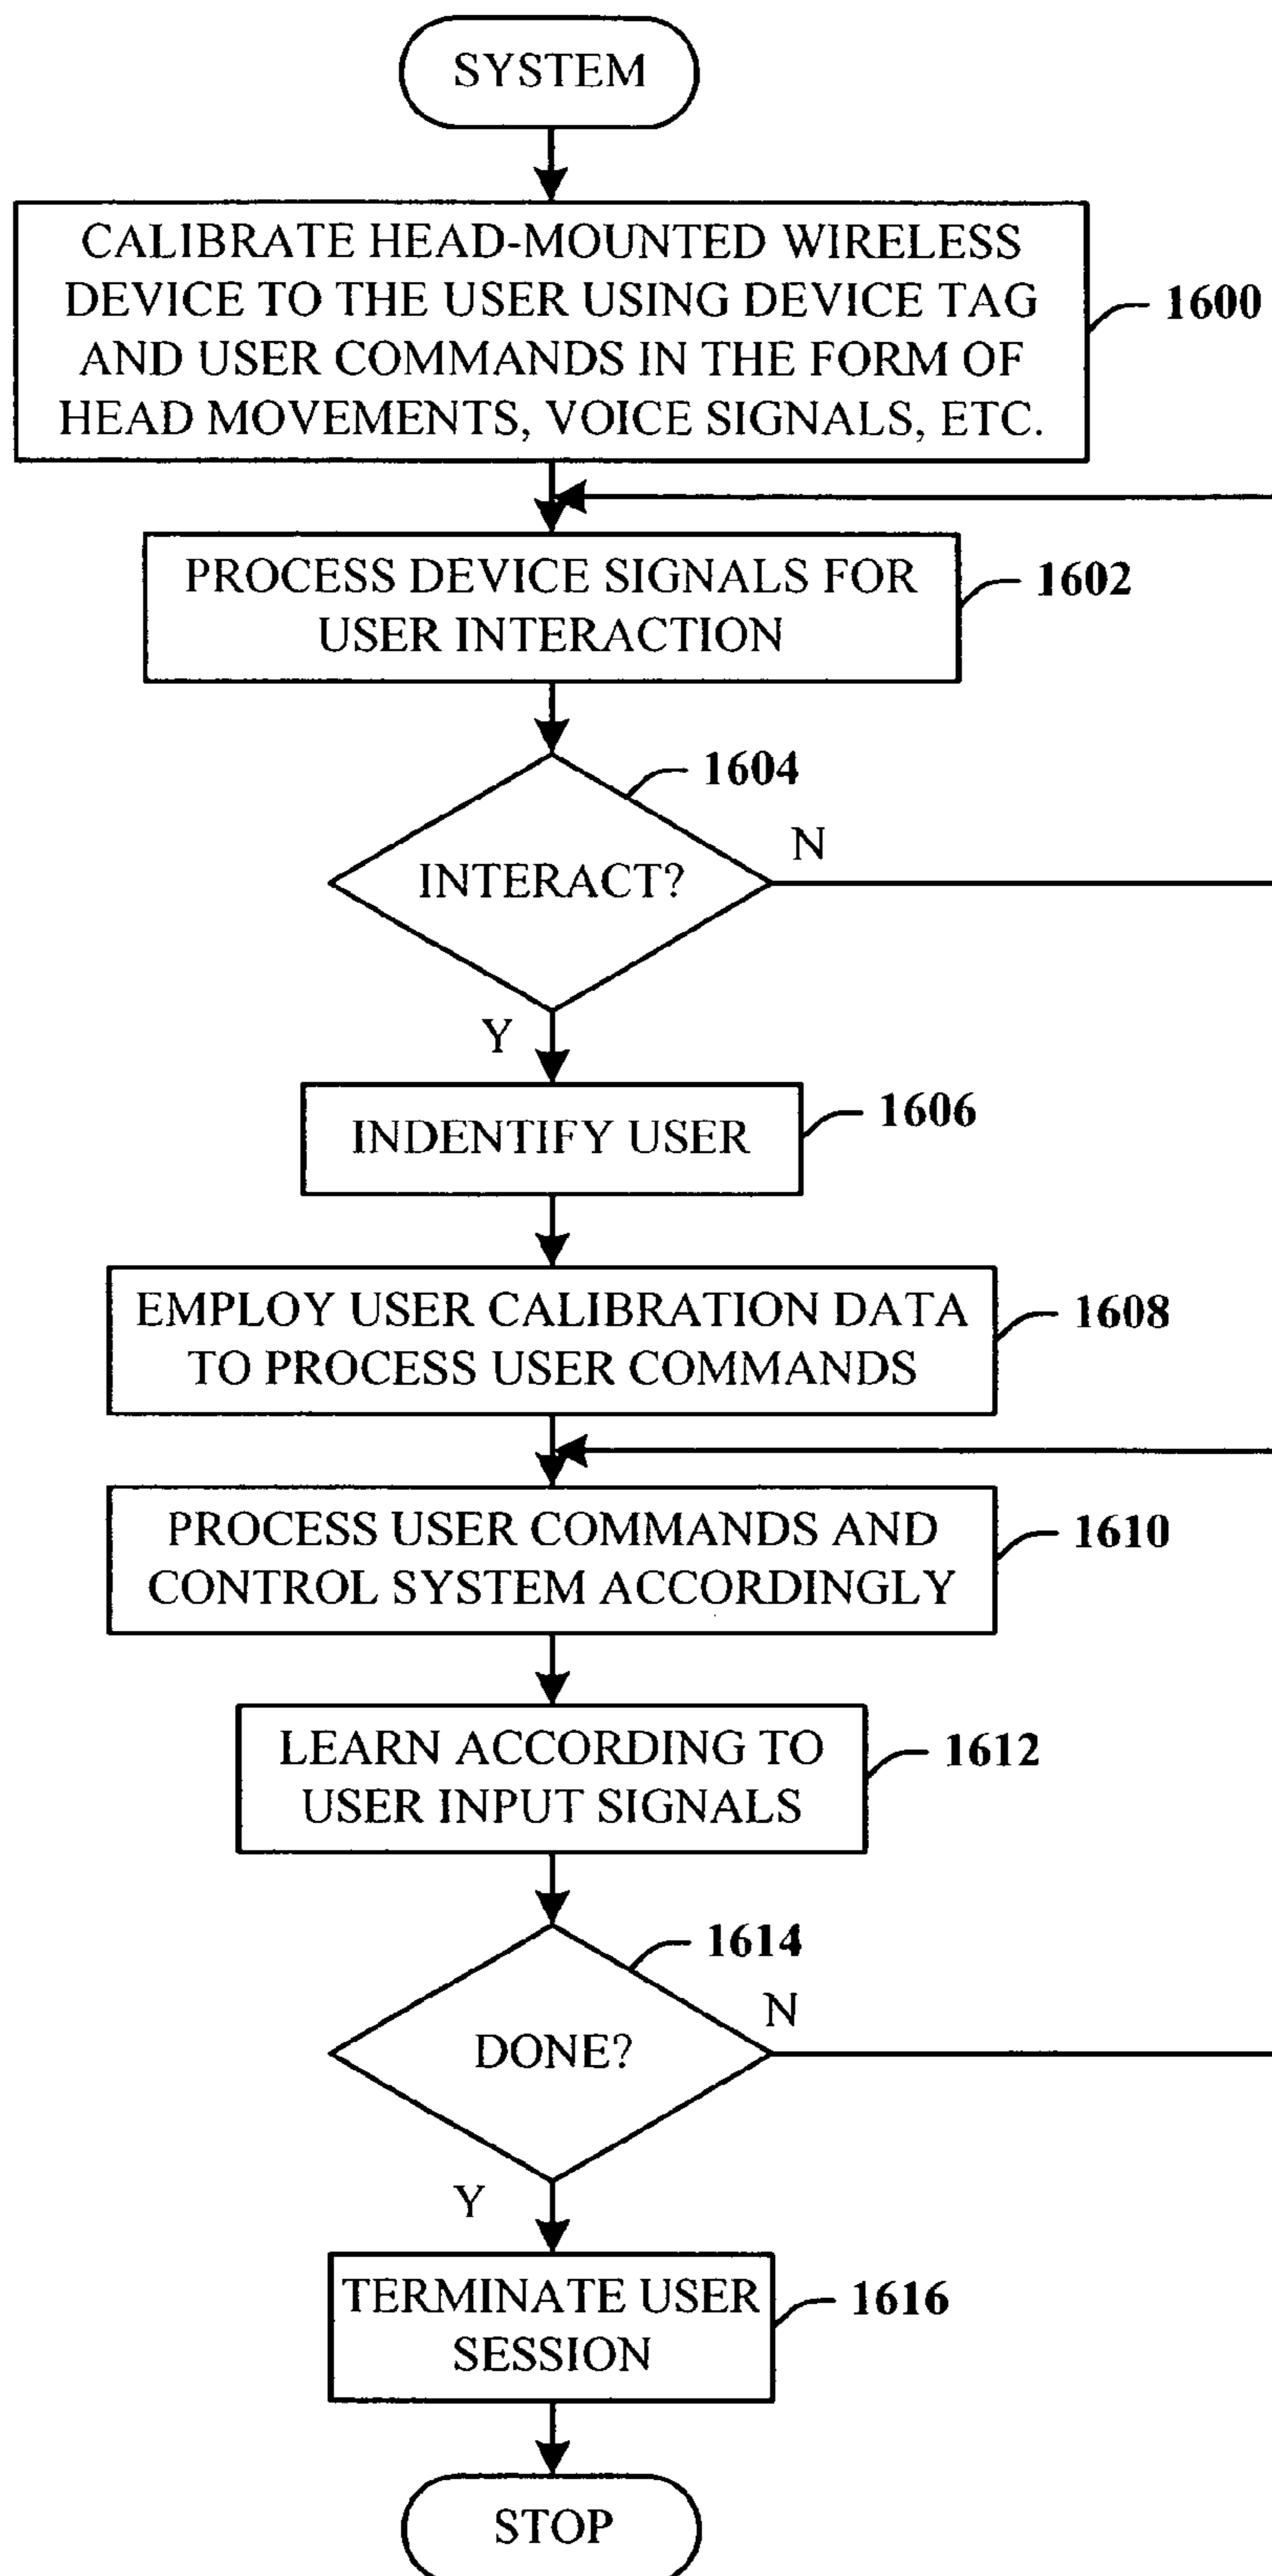 SYSTEM
CALIBRATE HEAD-MOUNTED WIRELESS
DEVICE TO THE USER USING DEVICE TAG
AND USER COMMANDS IN THE FORM OF
HEAD MOVEMENTS, VOICE SIGNALS, ETC.
1600
PROCESS DEVICE SIGNALS FOR
USER INTERACTION
1602
1604
INTERACT?
N
Y
INDENTIFY USER
1606
EMPLOY USER CALIBRATION DATA
TO PROCESS USER COMMANDS
1608
PROCESS USER COMMANDS AND
CONTROL SYSTEM ACCORDINGLY
1610
LEARN ACCORDING TO
USER INPUT SIGNALS
1612
1614
DONE?
N
Y
TERMINATE USER
SESSION
1616
STOP